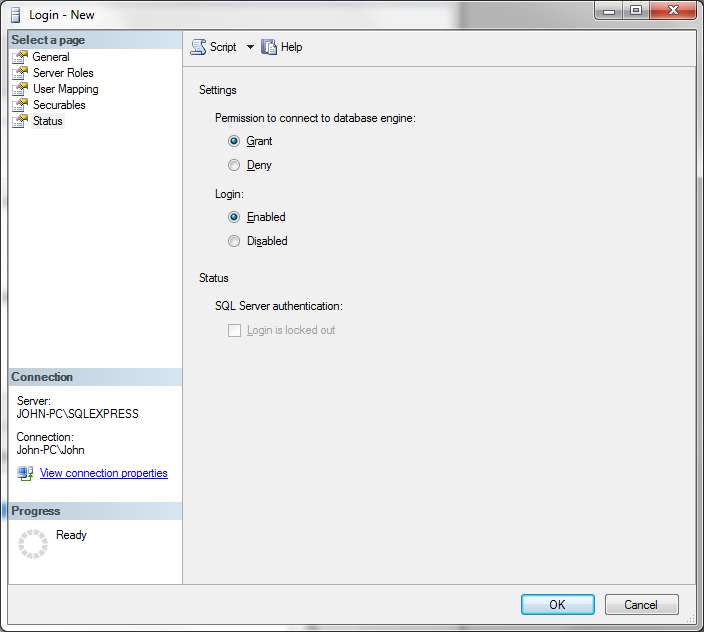 Login - New
Select a page
General
Server Roles
User Mapping
Securables
Status
Script
Help
Settings
Permission to connect to database engine:
Grant
Deny
Login:
Enabled
Disabled
Status
SQL Server authentication:
Login is locked out
Connection
Server:
JOHN-PC\SQLEXPRESS
Connection:
John-PC\John
View connection properties
Progress
Ready
OK
Cancel